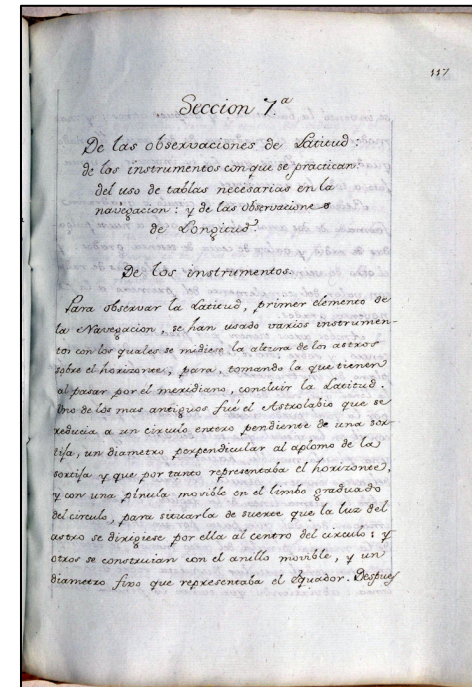 117
Seccion 7.ª
De las observaciones de Latitud:
de los instrumentos con que se practican:
del uso de tablas necesarias en la
navegacion: y de las observaciones
de Longitud.
De los instrumentos.
Para observar la Latitud, primer elemento de
la Navegacion, se han usado varios instrumen-
tos con los quales se midiese la altura de los astros
sobre el horizonte, para, tomando la que tienen
al pasar por el meridiano, concluir la Latitud.
Uno de los mas antiguos fué el Astrolabio que se
reducia a un circulo entero pendiente de una sor-
tija, un diametro perpendicular al aplomo de la
sortija y que por tanto representaba el horizonte,
y con una pínula movible en el limbo graduado
del circulo, para situarla de suerte que la luz del
astro se dirigiese por ella al centro del circulo: y
otros se construian con el anillo movible, y un
diametro fixo que representaba el Equador. Despues